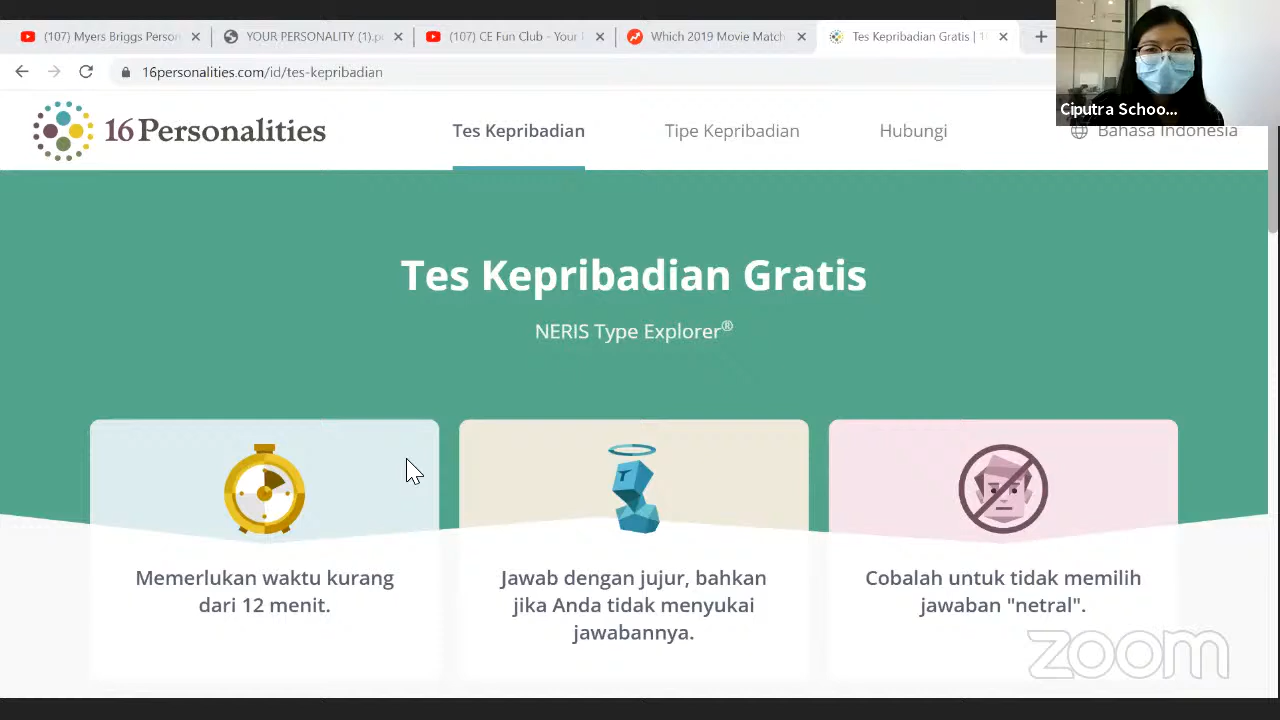 (107) Myers Briggs Person
YOUR PERSONALITY (1).p
(107) CE Fun Club - Your
Which 2019 Movie Match
Tes Kepribadian Gratis |
16personalities.com/id/tes-kepribadian
Ciputra Schoo...
16Personalities
Tes Kepribadian
Tipe Kepribadian
Hubungi
Bahasa Indonesia
Tes Kepribadian Gratis
NERIS Type Explorer®
Memerlukan waktu kurang
dari 12 menit.
Jawab dengan jujur, bahkan
jika Anda tidak menyukai
jawabannya.
Cobalah untuk tidak memilih
jawaban "netral".
zoom